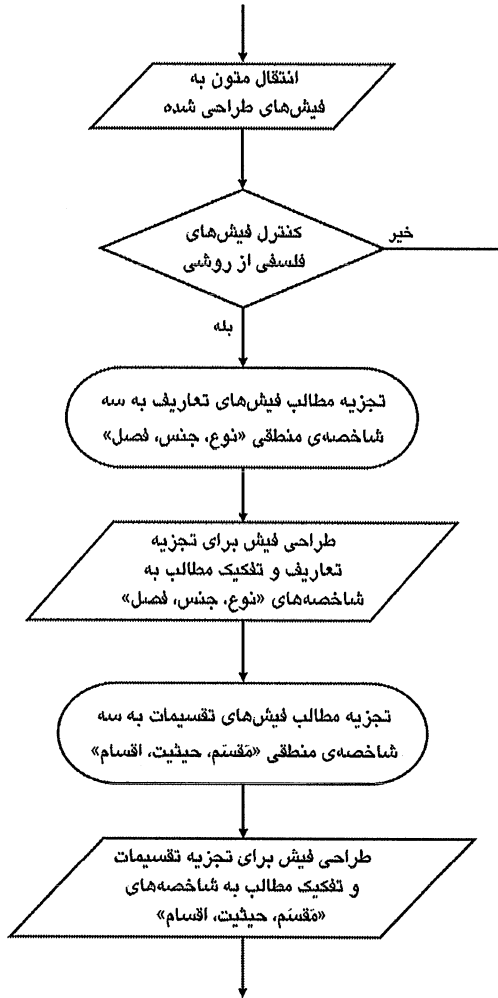 انتقال متون به
فیش‌های طراحی شده
کنترل فیش‌های
فلسفی از روشی
خیر
بله
تجزیه مطالب فیش‌های تعاریف به سه
شاخصه‌ی منطقی «نوع، جنس، فصل»
طراحی فیش برای تجزیه
تعاریف و تفکیک مطالب به
شاخصه‌های «نوع، جنس، فصل»
تجزیه مطالب فیش‌های تقسیمات به سه
شاخصه‌ی منطقی «مَقسَم، حیثیت، اقسام»
طراحی فیش برای تجزیه تقسیمات
و تفکیک مطالب به شاخصه‌های
«مَقسَم، حیثیت، اقسام»